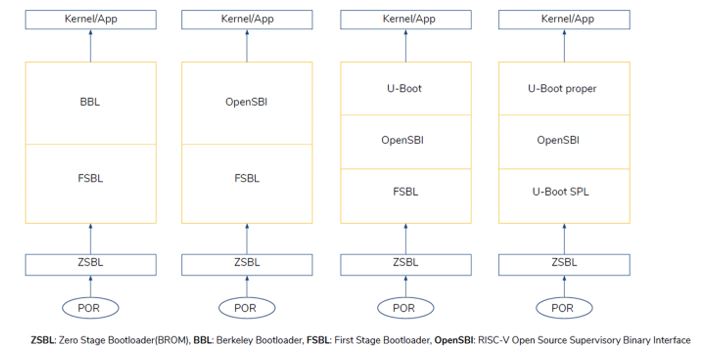 Kernel/App Kernel/App Kernel/App Kernel/App
BBL OpenSBI U-Boot U-Boot proper
OpenSBI OpenSBI
FSBL FSBL FSBL U-Boot SPL
ZSBL ZSBL ZSBL ZSBL
POR POR POR POR
ZSBL: Zero Stage Bootloader(BROM), BBL: Berkeley Bootloader, FSBL: First Stage Bootloader, OpenSBI: RISC-V Open Source Supervisory Binary Interface